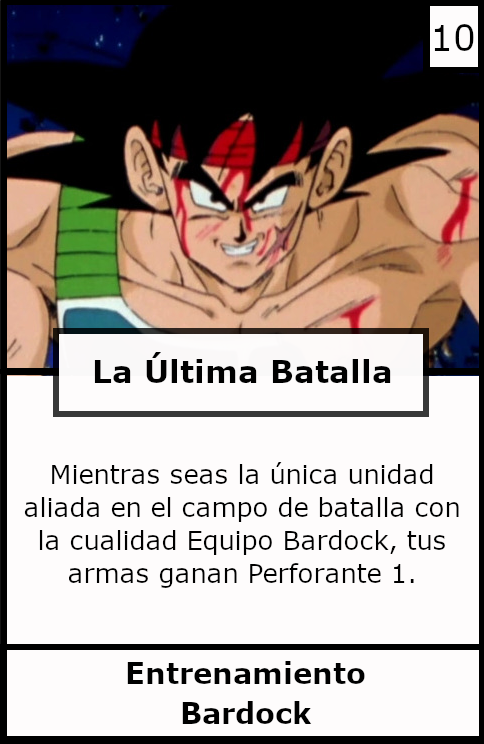 10
La Última Batalla
Mientras seas la única unidad
aliada en el campo de batalla con
la cualidad Equipo Bardock, tus
armas ganan Perforante 1.
Entrenamiento
Bardock